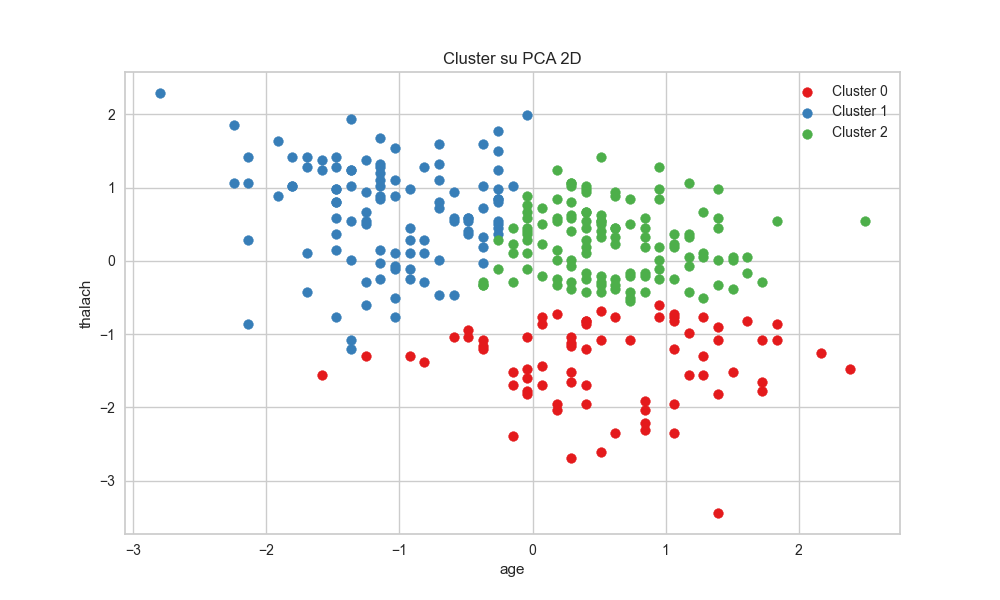 Cluster su PCA 2D
Cluster 0
Cluster 1
Cluster 2
thalach
2
1
0
−1
−2
−3
−3
−2
−1
0
1
2
age